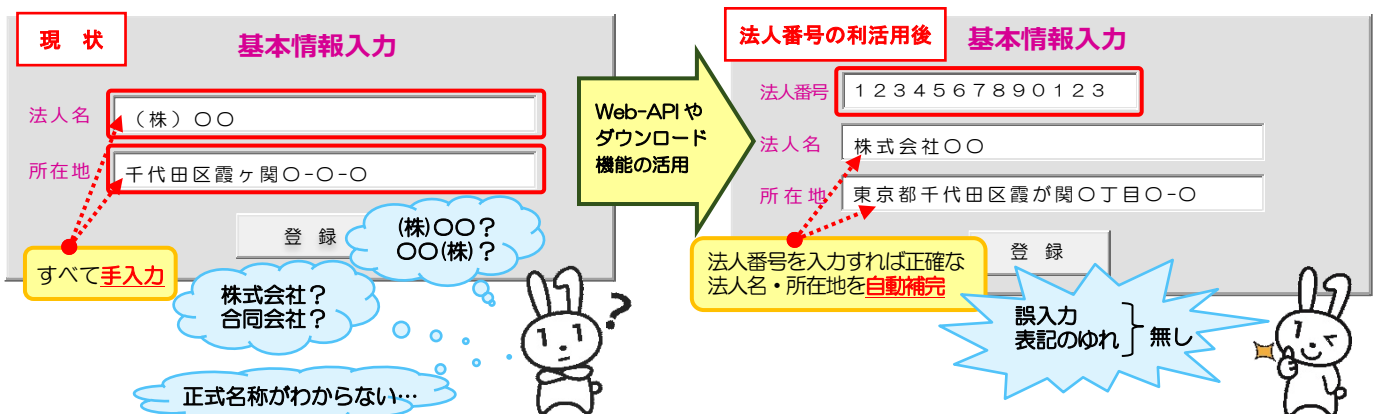 現 状
基本情報入力
法人名
（株）〇〇
所在地
千代田区霞ヶ関〇-〇-〇
登 録
すべて手入力
(株)〇〇？
〇〇(株)？
株式会社？
合同会社？
正式名称がわからない…
Web-APIや
ダウンロード
機能の活用
法人番号の利活用後
基本情報入力
法人番号
１２３４５６７８９０１２３
法人名
株式会社〇〇
所在地
東京都千代田区霞が関〇丁目〇-〇
登 録
法人番号を入力すれば正確な
法人名・所在地を自動補完
誤入力
表記のゆれ
無し